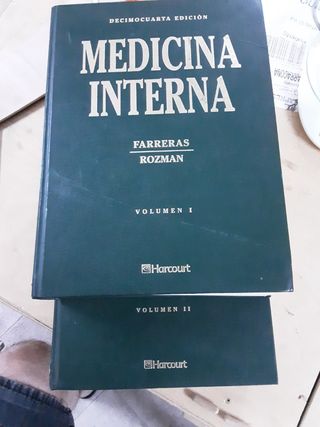 DECIMOCUARTA EDICIÓN
MEDICINA
INTERNA
FARRERAS
ROZMAN
VOLUMEN I
Harcourt
VOLUMEN II
Harcourt